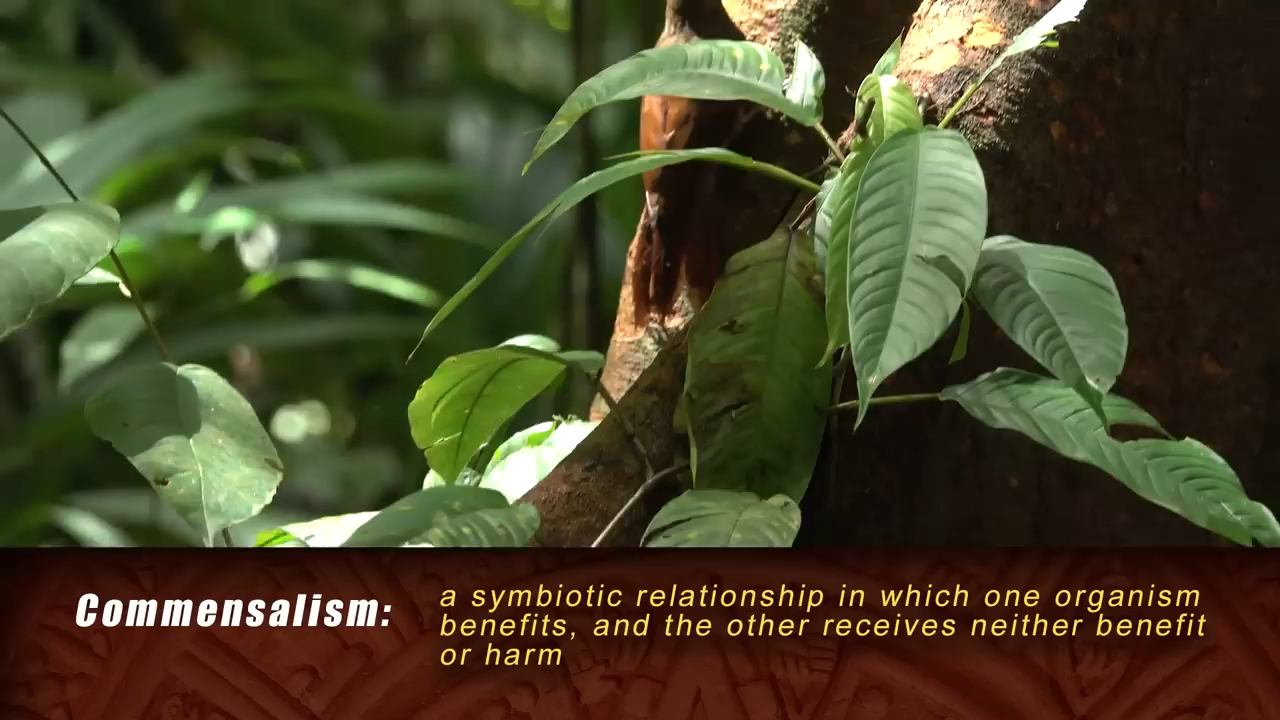 Commensalism:
a symbiotic relationship in which one organism
benefits, and the other receives neither benefit
or harm